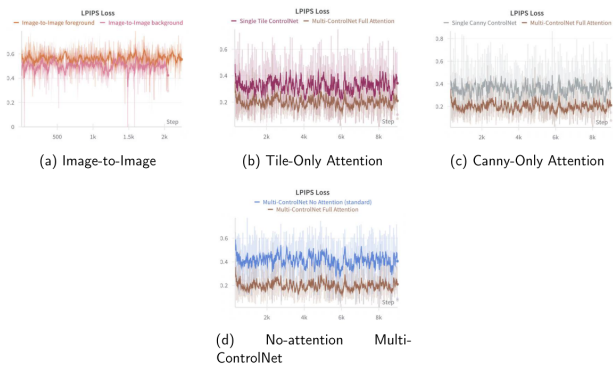 LPIPS Loss
Image-to-Image foreground Image-to-Image background
3.6
2.4
1.2
0
Step
500 1k 1.5k 2k
(a) Image-to-Image
LPIPS Loss
Single Tile ControlNet Multi-ControlNet Full Attention
3.6
3.4
3.2
Step
2k 4k 6k 8k
(b) Tile-Only Attention
LPIPS Loss
Single Canny ControlNet Multi-ControlNet Full Attention
3.8
3.6
3.4
3.2
Step
2k 4k 6k 8k
(c) Canny-Only Attention
LPIPS Loss
Multi-ControlNet No Attention (standard)
Multi-ControlNet Full Attention
3.6
3.4
3.2
Step
2k 4k 6k 8k
(d) No-attention Multi-
ControlNet